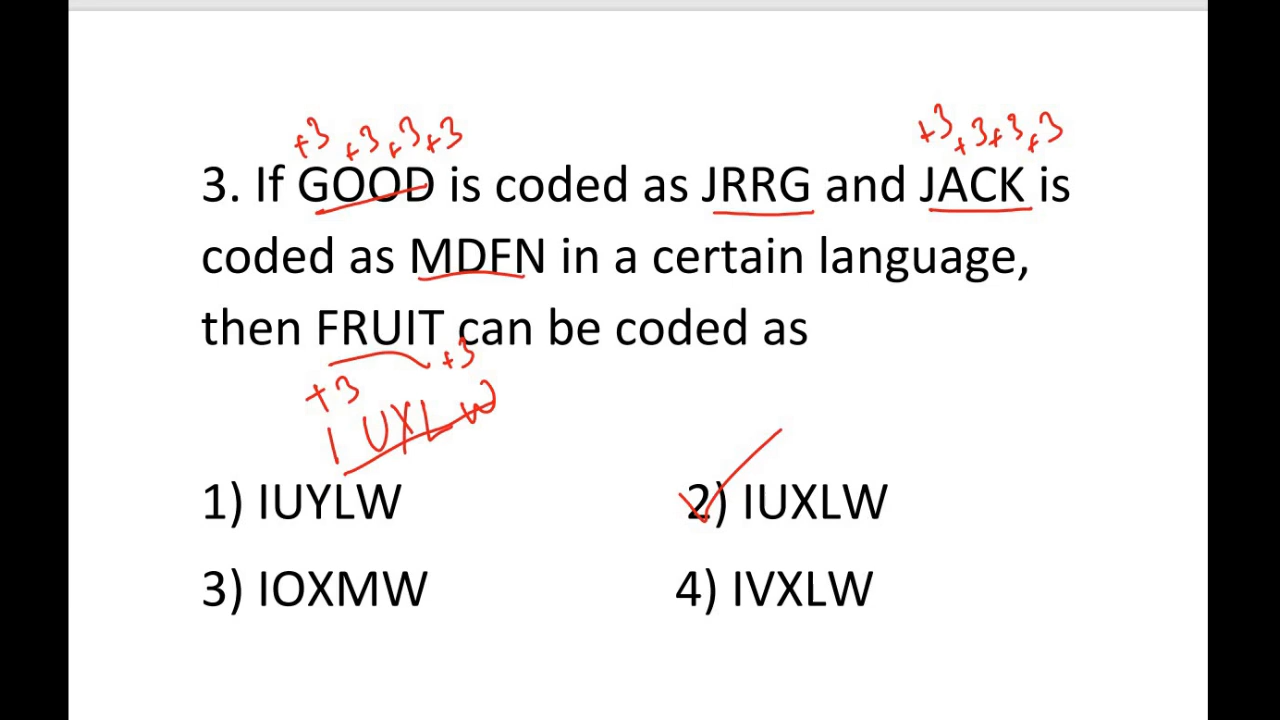 +3 +3 +3 +3 +3 +3 +3 +3
3. If GOOD is coded as JRRG and JACK is
coded as MDFN in a certain language,
then FRUIT can be coded as
+3 +3
IUXLW
1) IUYLW 2) IUXLW
3) IOXMW 4) IVXLW